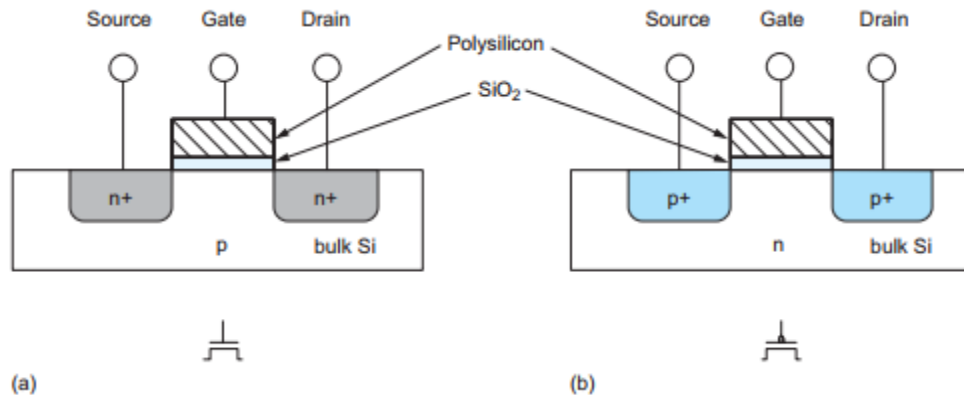 Source Gate Drain
Source Gate Drain
Polysilicon
SiO₂
n+ n+
p bulk Si
p+ p+
n bulk Si
(a)
(b)